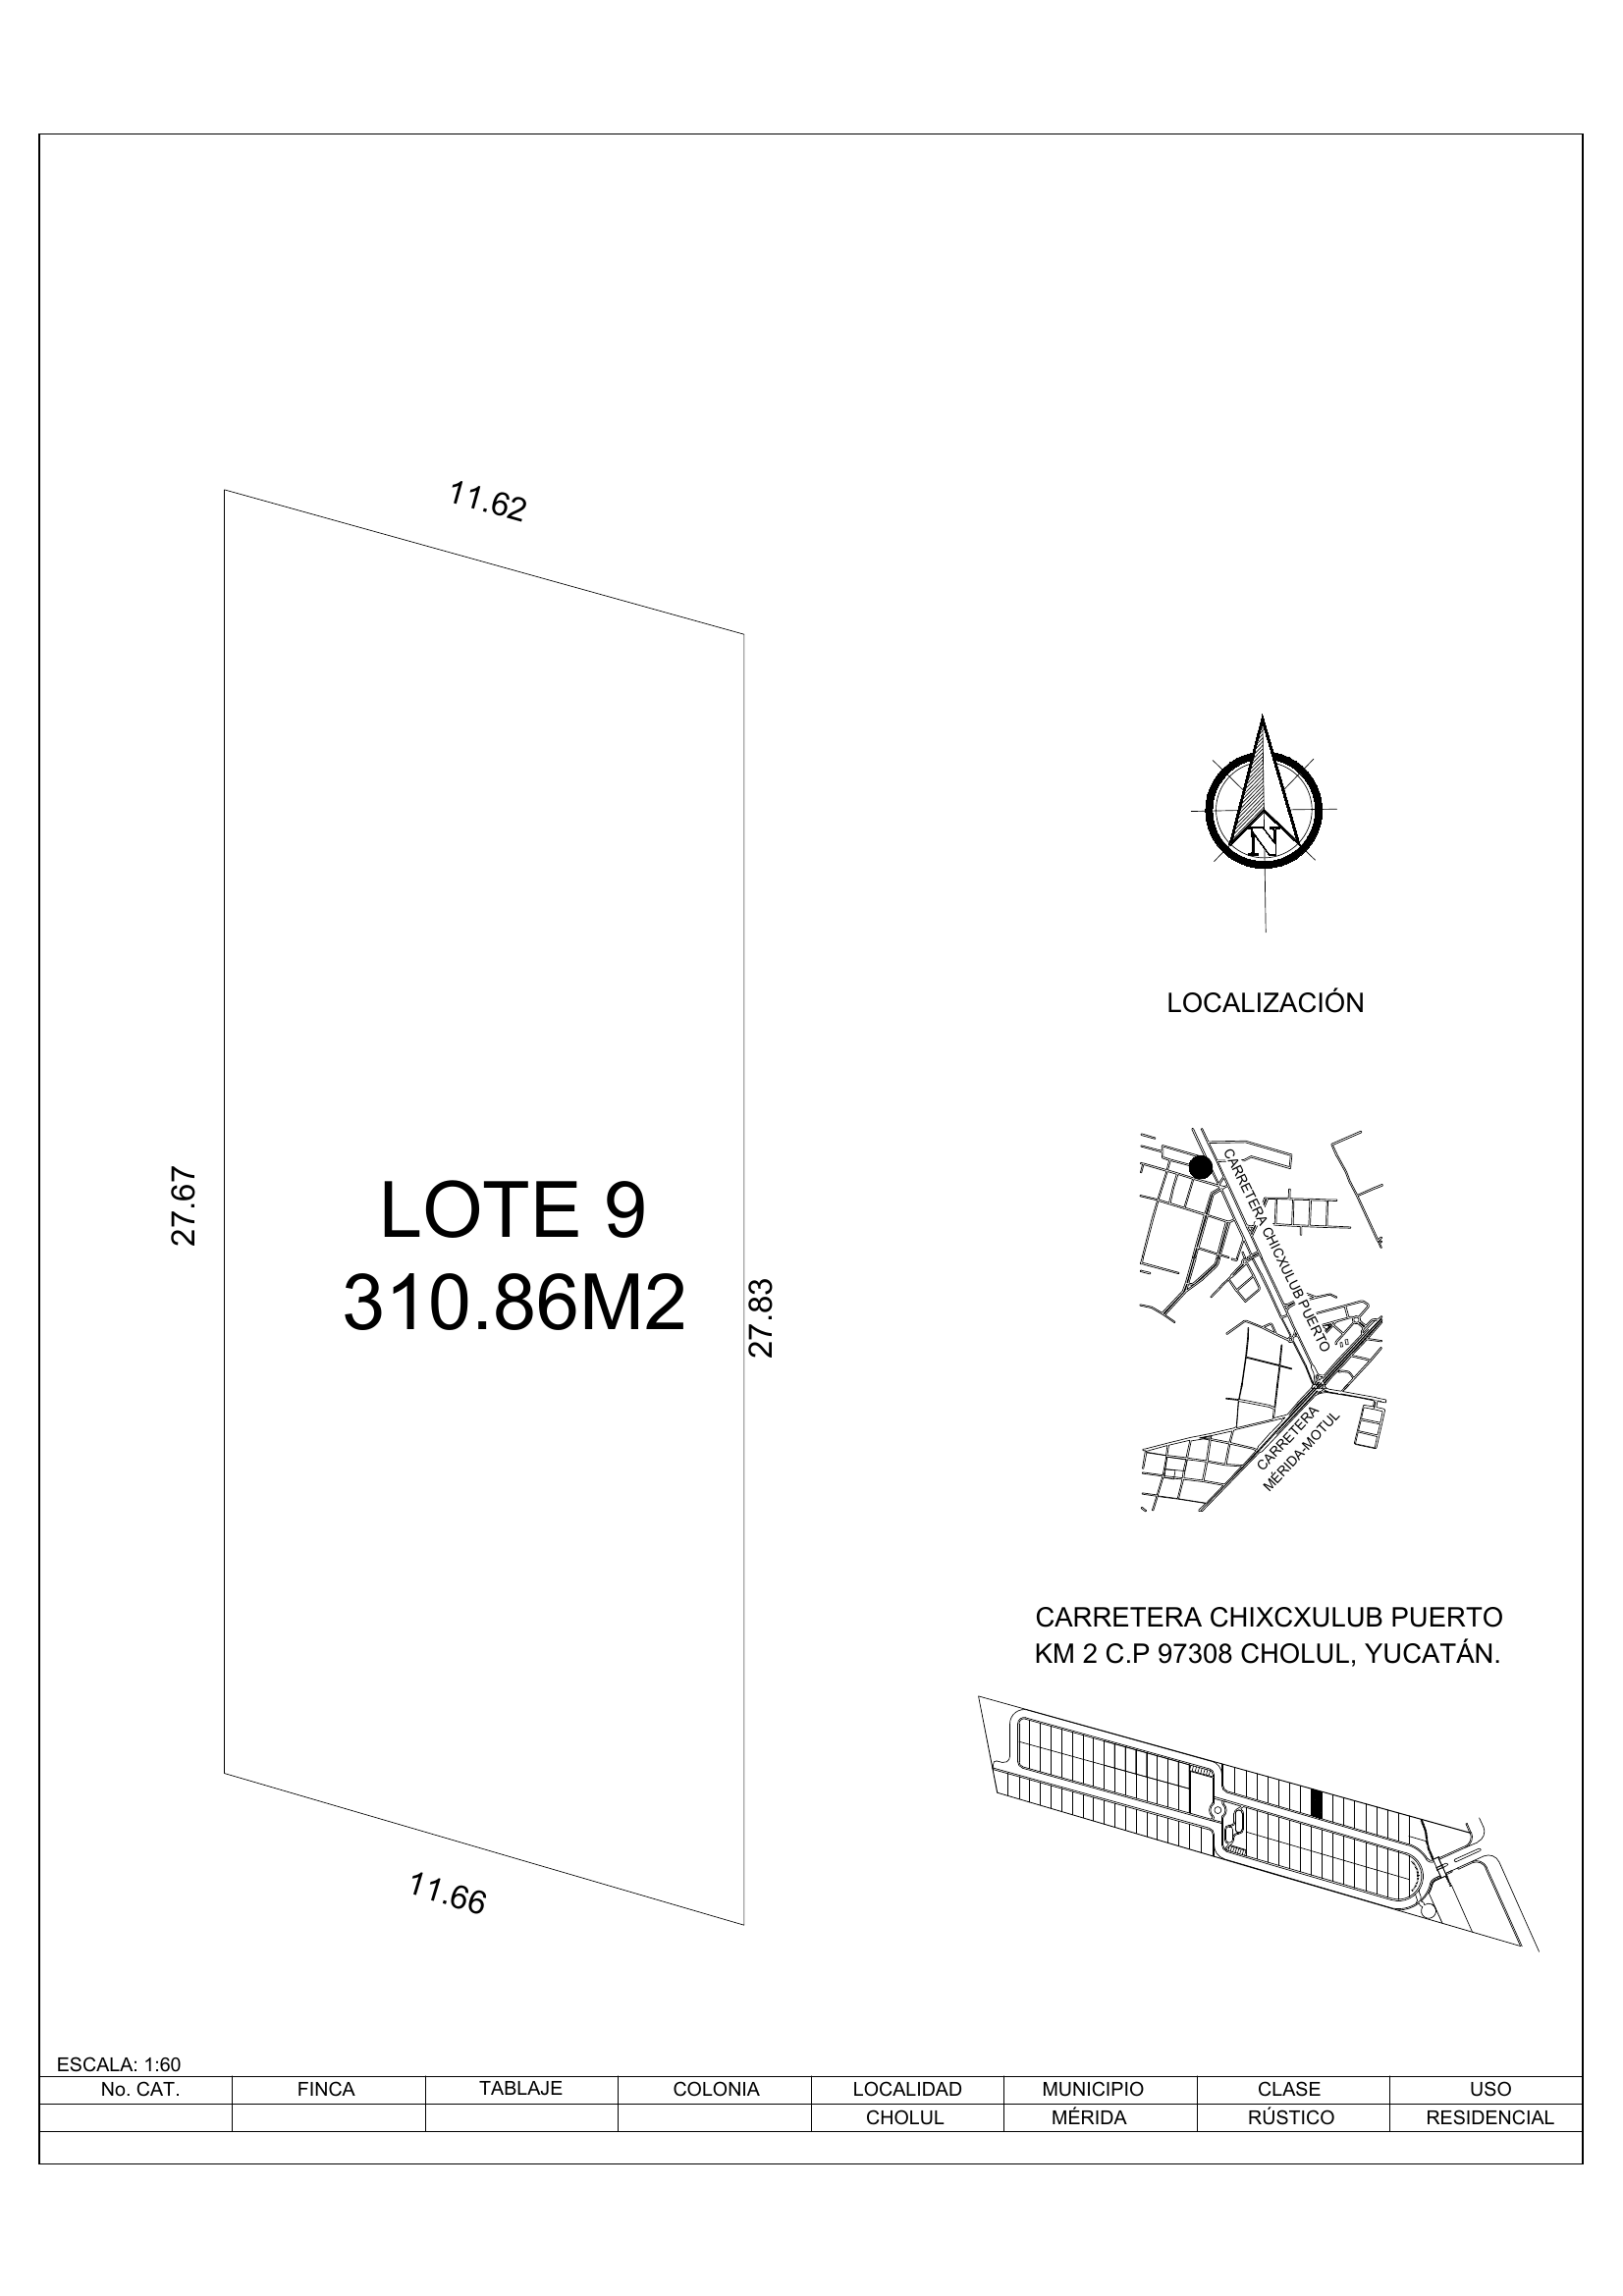 11.62
27.67
LOTE 9
310.86M2
27.83
11.66
N
LOCALIZACIÓN
CARRETERA CHICXULUB PUERTO
CARRETERA
MÉRIDA-MOTUL
CARRETERA CHIXCXULUB PUERTO
KM 2 C.P 97308 CHOLUL, YUCATÁN.
ESCALA: 1:60
No. CAT. FINCA TABLAJE COLONIA LOCALIDAD MUNICIPIO CLASE USO
CHOLUL MÉRIDA RÚSTICO RESIDENCIAL